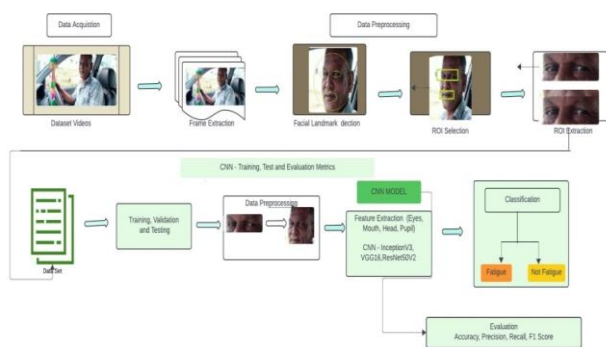 Data Acquistion
Data Preprocessing
Dataset Videos
Frame Extraction
Facial Landmark dection
ROI Selection
ROI Extraction
CNN - Training, Test and Evaluation Metrics
Data Set
Training, Validation
and Testing
Data Preprocessing
CNN MODEL
Feature Extraction (Eyes,
Mouth, Head, Pupil)
CNN - InceptionV3,
VGG16,ResNet50V2
Classification
Fatigue
Not Fatigue
Evaluation
Accuracy, Precision, Recall, F1 Score